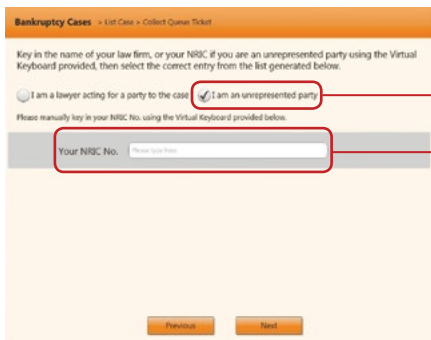 Bankruptcy Cases > List Case > Collect Queue Ticket
Key in the name of your law firm, or your NRIC if you are an unrepresented party using the Virtual
Keyboard provided, then select the correct entry from the list generated below.
I am a lawyer acting for a party to the case I am an unrepresented party
Please manually key in your NRIC No. using the Virtual Keyboard provided below.
Your NRIC No. Please type here
Previous Next